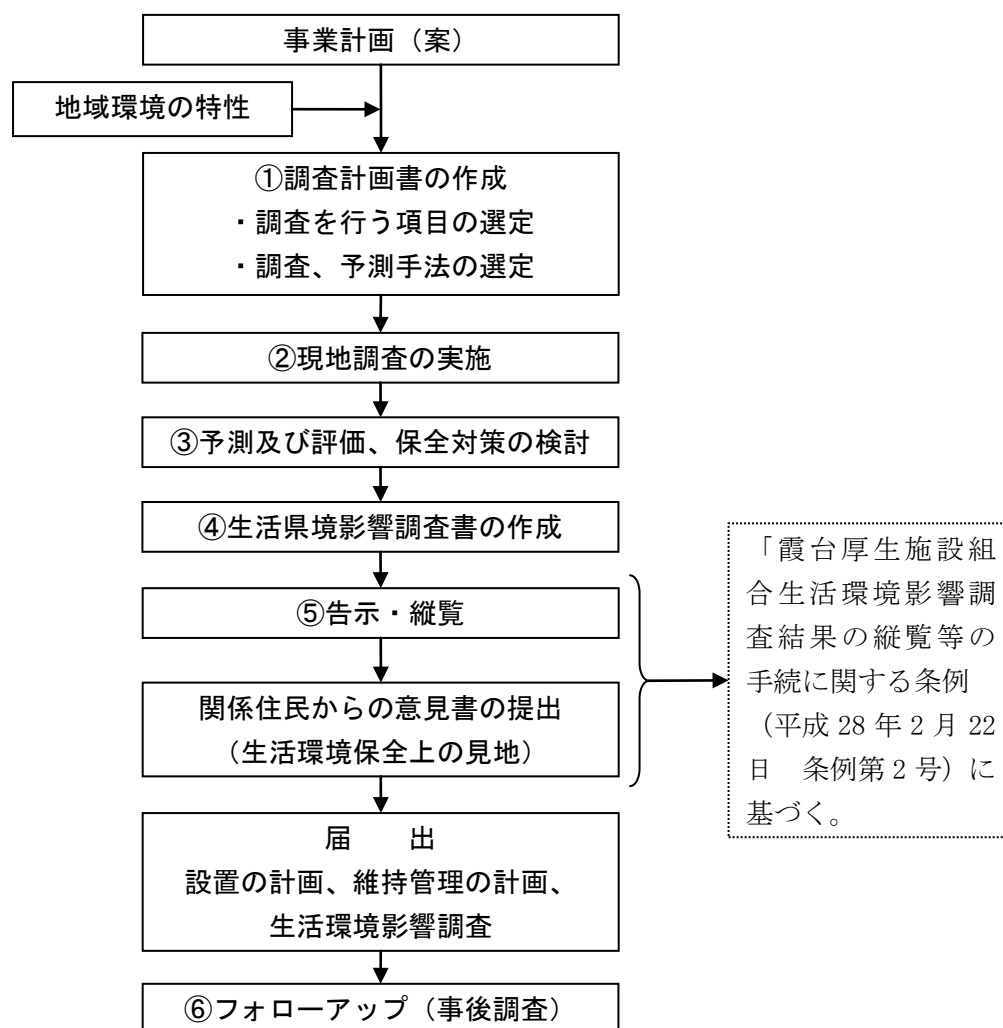 事業計画（案）
地域環境の特性
①調査計画書の作成
・調査を行う項目の選定
・調査、予測手法の選定
②現地調査の実施
③予測及び評価、保全対策の検討
④生活県境影響調査書の作成
⑤告示・縦覧
関係住民からの意見書の提出
（生活環境保全上の見地）
「霞台厚生施設組
合生活環境影響調
査結果の縦覧等の
手続に関する条例
（平成 28 年 2 月 22
日　条例第 2 号）に
基づく。
届　　出
設置の計画、維持管理の計画、
生活環境影響調査
⑥フォローアップ（事後調査）